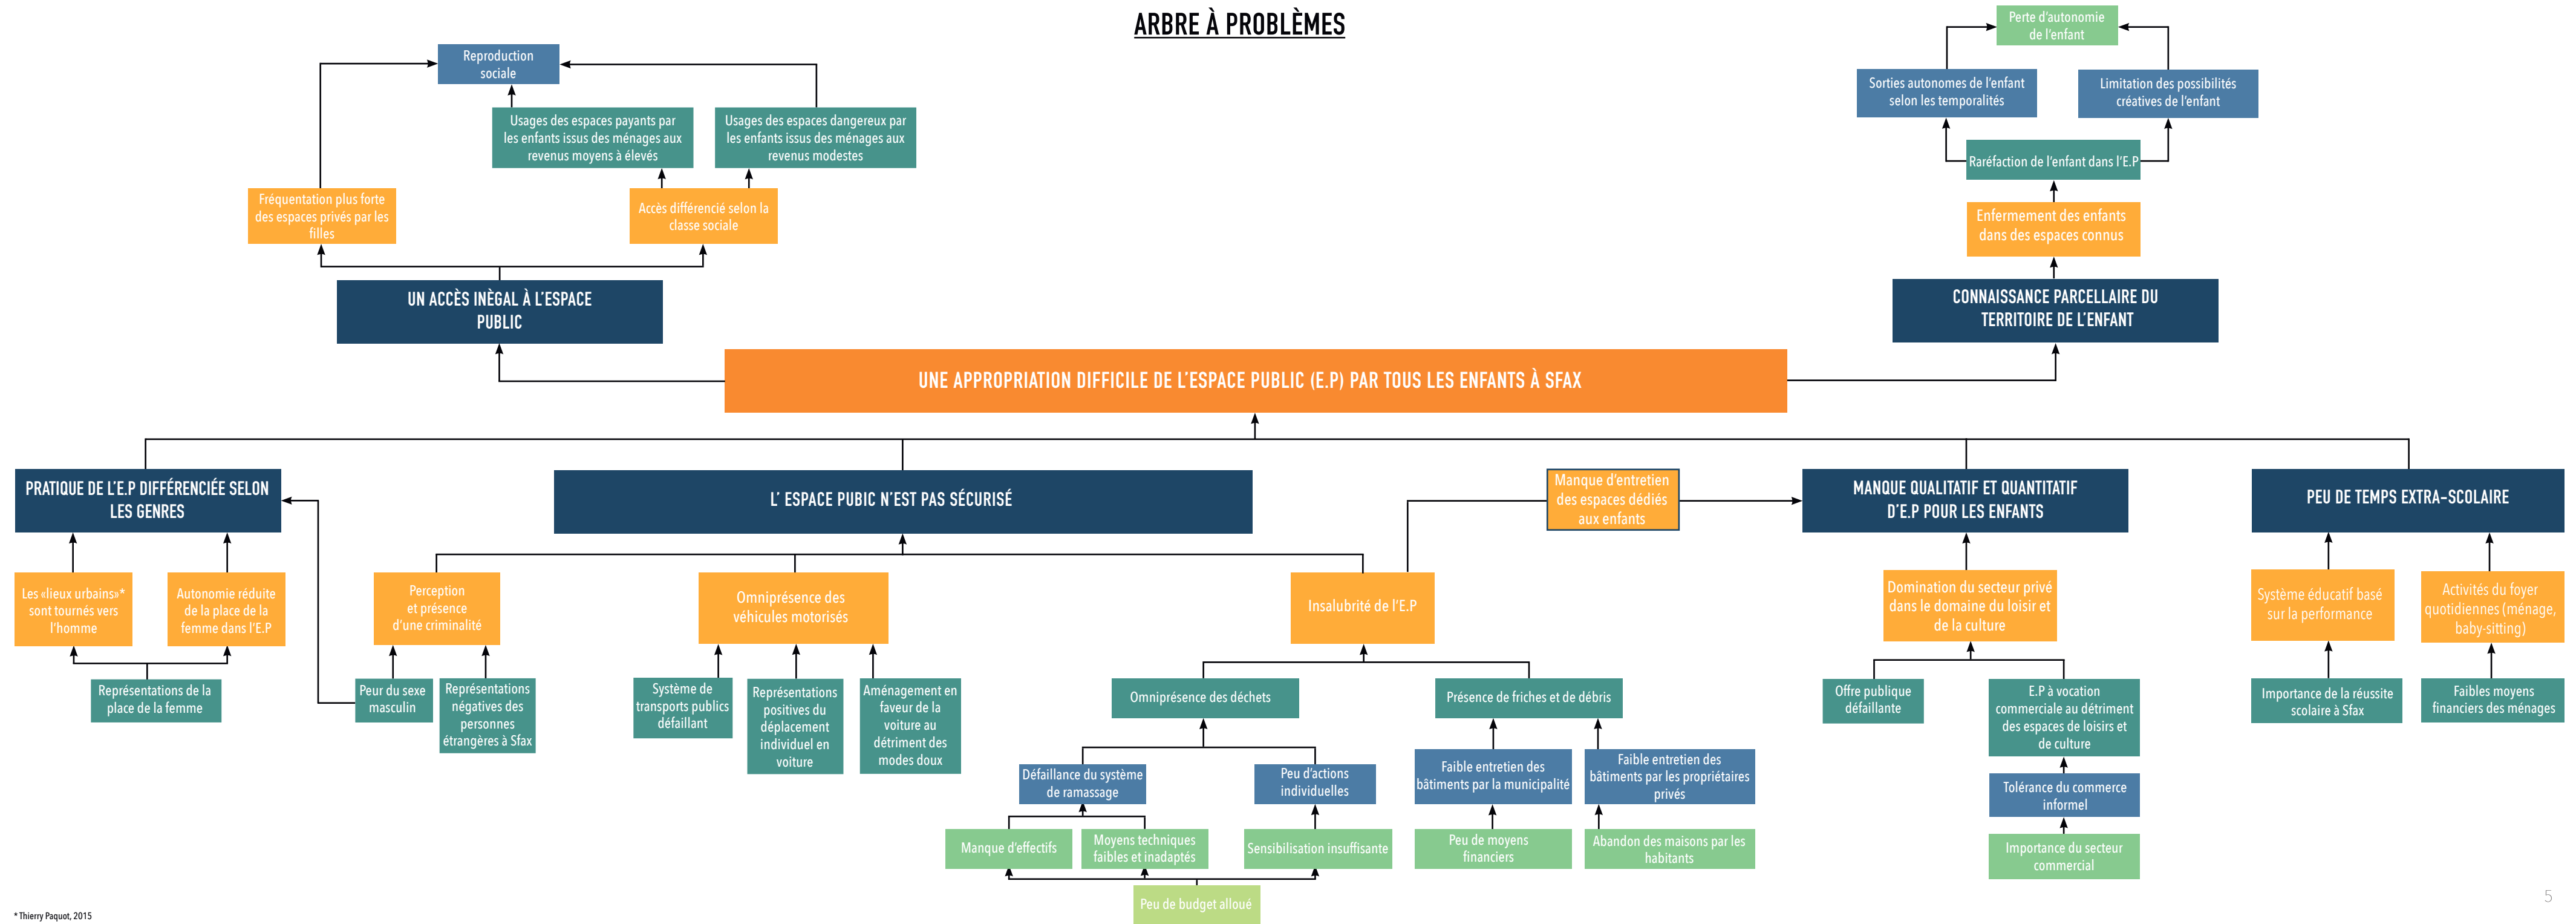 ARBRE À PROBLÈMES
Perte d'autonomie
de l'enfant
Reproduction
sociale
Sorties autonomes de l'enfant
selon les temporalités
Limitation des possibilités
créatives de l'enfant
Usages des espaces payants par
les enfants issus des ménages aux
revenus moyens à élevés
Usages des espaces dangereux par
les enfants issus des ménages aux
revenus modestes
Raréfaction de l'enfant dans l'E.P
Fréquentation plus forte
des espaces privés par les
filles
Accès différencié selon la
classe sociale
Enfermement des enfants
dans des espaces connus
UN ACCÈS INÈGAL À L'ESPACE
PUBLIC
CONNAISSANCE PARCELLAIRE DU
TERRITOIRE DE L'ENFANT
UNE APPROPRIATION DIFFICILE DE L'ESPACE PUBLIC (E.P) PAR TOUS LES ENFANTS À SFAX
PRATIQUE DE L'E.P DIFFÉRENCIÉE SELON
LES GENRES
L' ESPACE PUBIC N'EST PAS SÉCURISÉ
Manque d'entretien
des espaces dédiés
aux enfants
MANQUE QUALITATIF ET QUANTITATIF
D'E.P POUR LES ENFANTS
PEU DE TEMPS EXTRA-SCOLAIRE
Les «lieux urbains»*
sont tournés vers
l'homme
Autonomie réduite
de la place de la
femme dans l'E.P
Perception
et présence
d'une criminalité
Omniprésence des
véhicules motorisés
Insalubrité de l'E.P
Domination du secteur privé
dans le domaine du loisir et
de la culture
Système éducatif basé
sur la performance
Activités du foyer
quotidiennes (ménage,
baby-sitting)
Représentations de la
place de la femme
Peur du sexe
masculin
Représentations
négatives des
personnes
étrangères à Sfax
Système de
transports publics
défaillant
Représentations
positives du
déplacement
individuel en
voiture
Aménagement en
faveur de la
voiture au
détriment des
modes doux
Omniprésence des déchets
Présence de friches et de débris
Offre publique
défaillante
E.P à vocation
commerciale au détriment
des espaces de loisirs et
de culture
Importance de la réussite
scolaire à Sfax
Faibles moyens
financiers des ménages
Défaillance du système
de ramassage
Peu d'actions
individuelles
Faible entretien des
bâtiments par la municipalité
Faible entretien des
bâtiments par les propriétaires
privés
Tolérance du commerce
informel
Manque d'effectifs
Moyens techniques
faibles et inadaptés
Sensibilisation insuffisante
Peu de moyens
financiers
Abandon des maisons par les
habitants
Importance du secteur
commercial
Peu de budget alloué
* Thierry Paquot, 2015
5